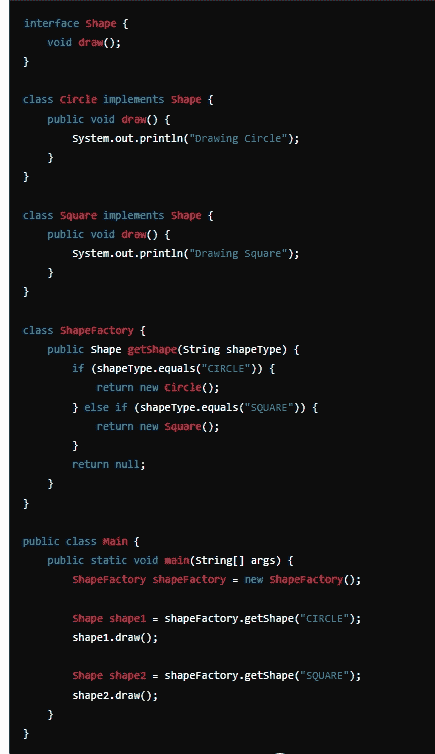 interface Shape {
    void draw();
}

class Circle implements Shape {
    public void draw() {
        System.out.println("Drawing Circle");
    }
}

class Square implements Shape {
    public void draw() {
        System.out.println("Drawing Square");
    }
}

class ShapeFactory {
    public Shape getShape(String shapeType) {
        if (shapeType.equals("CIRCLE")) {
            return new Circle();
        } else if (shapeType.equals("SQUARE")) {
            return new Square();
        }
        return null;
    }
}

public class Main {
    public static void main(String[] args) {
        ShapeFactory shapeFactory = new ShapeFactory();

        Shape shape1 = shapeFactory.getShape("CIRCLE");
        shape1.draw();

        Shape shape2 = shapeFactory.getShape("SQUARE");
        shape2.draw();
    }
}